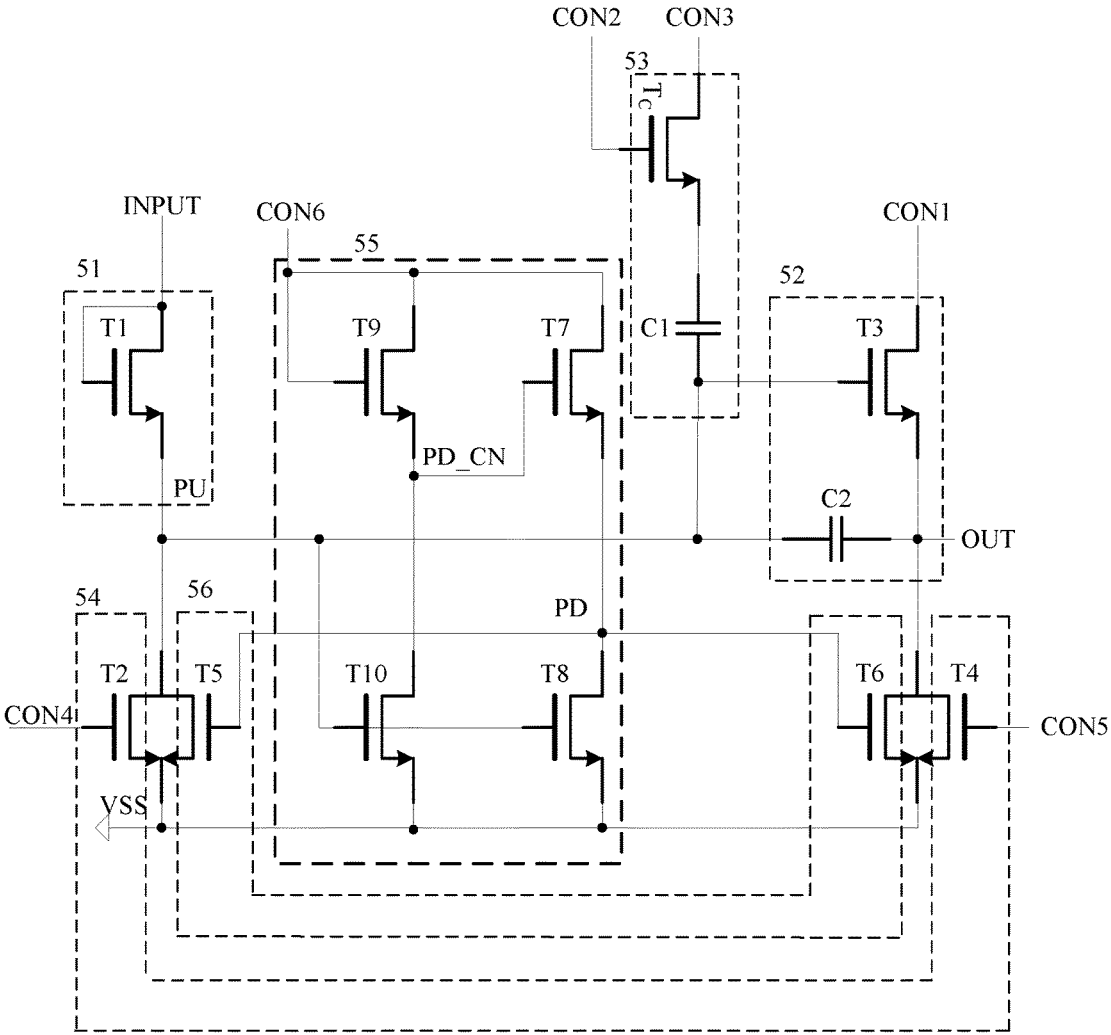 CON2 CON3
53
Tc
INPUT
CON6
CON1
55
51
52
T1
T9
T7
C1
T3
PD_CN
PU
C2
OUT
54
56
PD
T2
T5
T10
T8
T6
T4
CON4
CON5
VSS